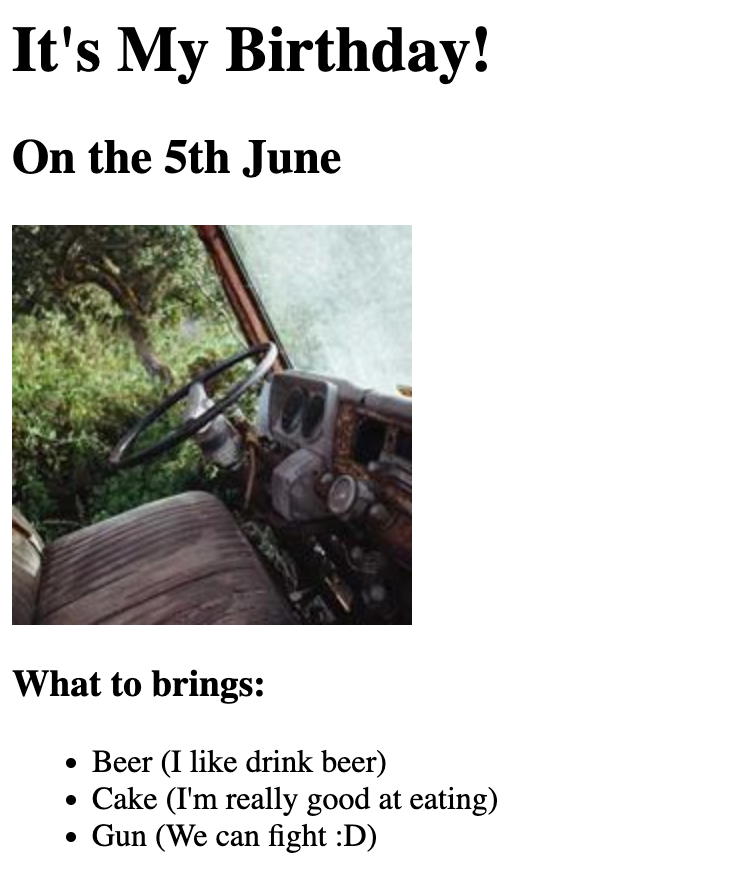 It's My Birthday!
On the 5th June
What to brings:
Beer (I like drink beer)
Cake (I'm really good at eating)
Gun (We can fight :D)